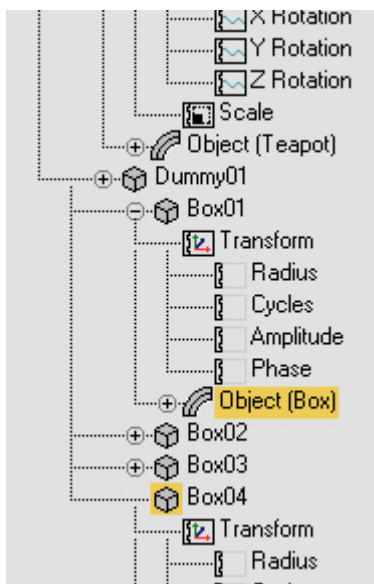 X Rotation
Y Rotation
Z Rotation
Scale
Object (Teapot)
Dummy01
Box01
Transform
Radius
Cycles
Amplitude
Phase
Object (Box)
Box02
Box03
Box04
Transform
Radius